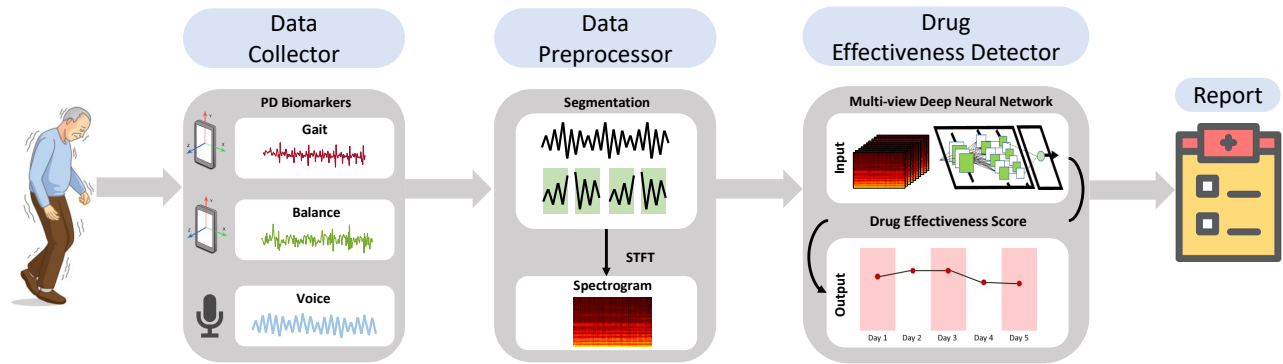 Data
Collector
Data
Preprocessor
Drug
Effectiveness Detector
Report
PD Biomarkers
Gait
Y
Z
X
Balance
Y
Z
X
Voice
Segmentation
STFT
Spectrogram
Multi-view Deep Neural Network
Input
Drug Effectiveness Score
Output
Day 1
Day 2
Day 3
Day 4
Day 5